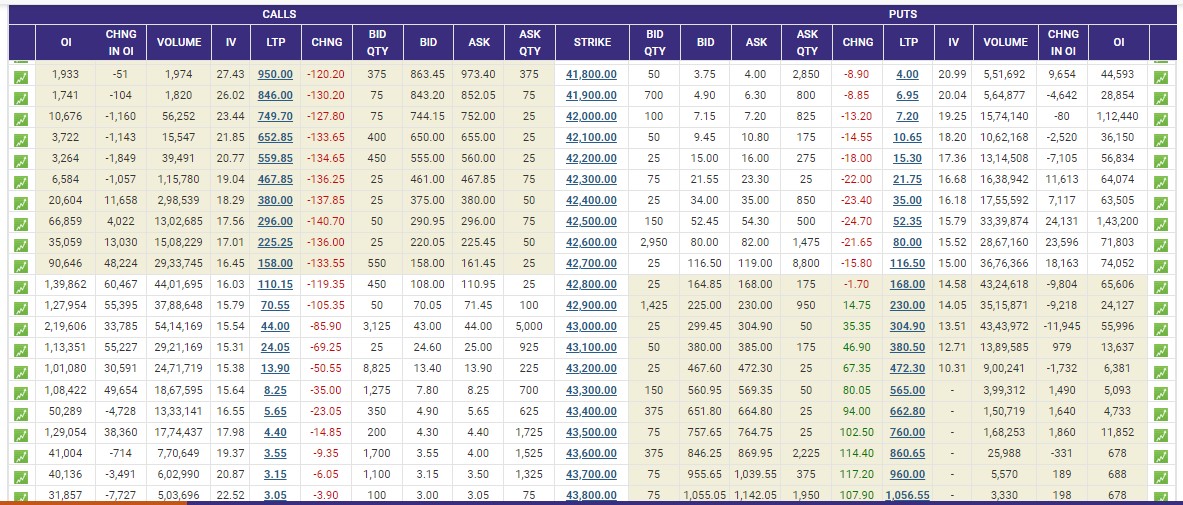 CALLS PUTS
OI CHNG IN OI VOLUME IV LTP CHNG BID QTY BID ASK ASK QTY STRIKE BID QTY BID ASK ASK QTY CHNG LTP IV VOLUME CHNG IN OI OI
1,933 -51 1,974 27.43 950.00 -120.20 375 863.45 973.40 375 41,800.00 50 3.75 4.00 2,850 -8.90 4.00 20.99 5,51,692 9,654 44,593
1,741 -104 1,820 26.02 846.00 -130.20 75 843.20 852.05 75 41,900.00 700 4.90 6.30 800 -8.85 6.95 20.04 5,64,877 -4,642 28,854
10,676 -1,160 56,252 23.44 749.70 -127.80 75 744.15 752.00 25 42,000.00 100 7.15 7.20 825 -13.20 7.20 19.25 15,74,140 -80 1,12,440
3,722 -1,143 15,547 21.85 652.85 -133.65 400 650.00 655.00 25 42,100.00 50 9.45 10.80 175 -14.55 10.65 18.20 10,62,168 -2,520 36,150
3,264 -1,849 39,491 20.77 559.85 -134.65 450 555.00 560.00 25 42,200.00 25 15.00 16.00 275 -18.00 15.30 17.36 13,14,508 -7,105 56,834
6,584 -1,057 1,15,780 19.04 467.85 -136.25 25 461.00 467.85 75 42,300.00 75 21.55 23.30 25 -22.00 21.75 16.68 16,38,942 11,613 64,074
20,604 11,658 2,98,539 18.29 380.00 -137.85 25 375.00 380.00 50 42,400.00 25 34.00 35.00 850 -23.40 35.00 16.18 17,55,592 7,117 63,505
66,859 4,022 13,02,685 17.56 296.00 -140.70 50 290.95 296.00 75 42,500.00 150 52.45 54.30 500 -24.70 52.35 15.79 33,39,874 24,131 1,43,200
35,059 13,030 15,08,229 17.01 225.25 -136.00 25 220.05 225.45 50 42,600.00 2,950 80.00 82.00 1,475 -21.65 80.00 15.52 28,67,160 23,596 71,803
90,646 48,224 29,33,745 16.45 158.00 -133.55 550 158.00 161.45 25 42,700.00 25 116.50 119.00 8,800 -15.80 116.50 15.00 36,76,366 18,163 74,052
1,39,862 60,467 44,01,695 16.03 110.15 -119.35 450 108.00 110.95 25 42,800.00 25 164.85 168.00 175 -1.70 168.00 14.58 43,24,618 -9,804 65,606
1,27,954 55,395 37,88,648 15.79 70.55 -105.35 50 70.05 71.45 100 42,900.00 1,425 225.00 230.00 950 14.75 230.00 14.05 35,15,871 -9,218 24,127
2,19,606 33,785 54,14,169 15.54 44.00 -85.90 3,125 43.00 44.00 5,000 43,000.00 25 299.45 304.90 50 35.35 304.90 13.51 43,43,972 -11,945 55,996
1,13,351 55,227 29,21,169 15.31 24.05 -69.25 25 24.60 25.00 925 43,100.00 50 380.00 385.00 175 46.90 380.50 12.71 13,89,585 979 13,637
1,01,080 30,591 24,71,719 15.38 13.90 -50.55 8,825 13.40 13.90 225 43,200.00 25 467.60 472.30 25 67.35 472.30 10.31 9,00,241 -1,732 6,381
1,08,422 49,654 18,67,595 15.64 8.25 -35.00 1,275 7.80 8.25 700 43,300.00 150 560.95 569.35 50 80.05 565.00 - 3,99,312 1,490 5,093
50,289 -4,728 13,33,141 16.55 5.65 -23.05 350 4.90 5.65 625 43,400.00 375 651.80 664.80 25 94.00 662.80 - 1,50,719 1,640 4,733
1,29,054 38,360 17,74,437 17.98 4.40 -14.85 200 4.30 4.40 1,725 43,500.00 75 757.65 764.75 25 102.50 760.00 - 1,68,253 1,860 11,852
41,004 -714 7,70,649 19.37 3.55 -9.35 1,700 3.55 4.00 1,525 43,600.00 375 846.25 869.95 2,225 114.40 860.65 - 25,988 -331 678
40,136 -3,491 6,02,990 20.87 3.15 -6.05 1,100 3.15 3.50 1,325 43,700.00 75 955.65 1,039.55 375 117.20 960.00 - 5,570 189 688
31,857 -7,727 5,03,696 22.52 3.05 -3.90 100 3.00 3.05 75 43,800.00 75 1,055.05 1,142.05 1,950 107.90 1,056.55 - 3,330 198 678